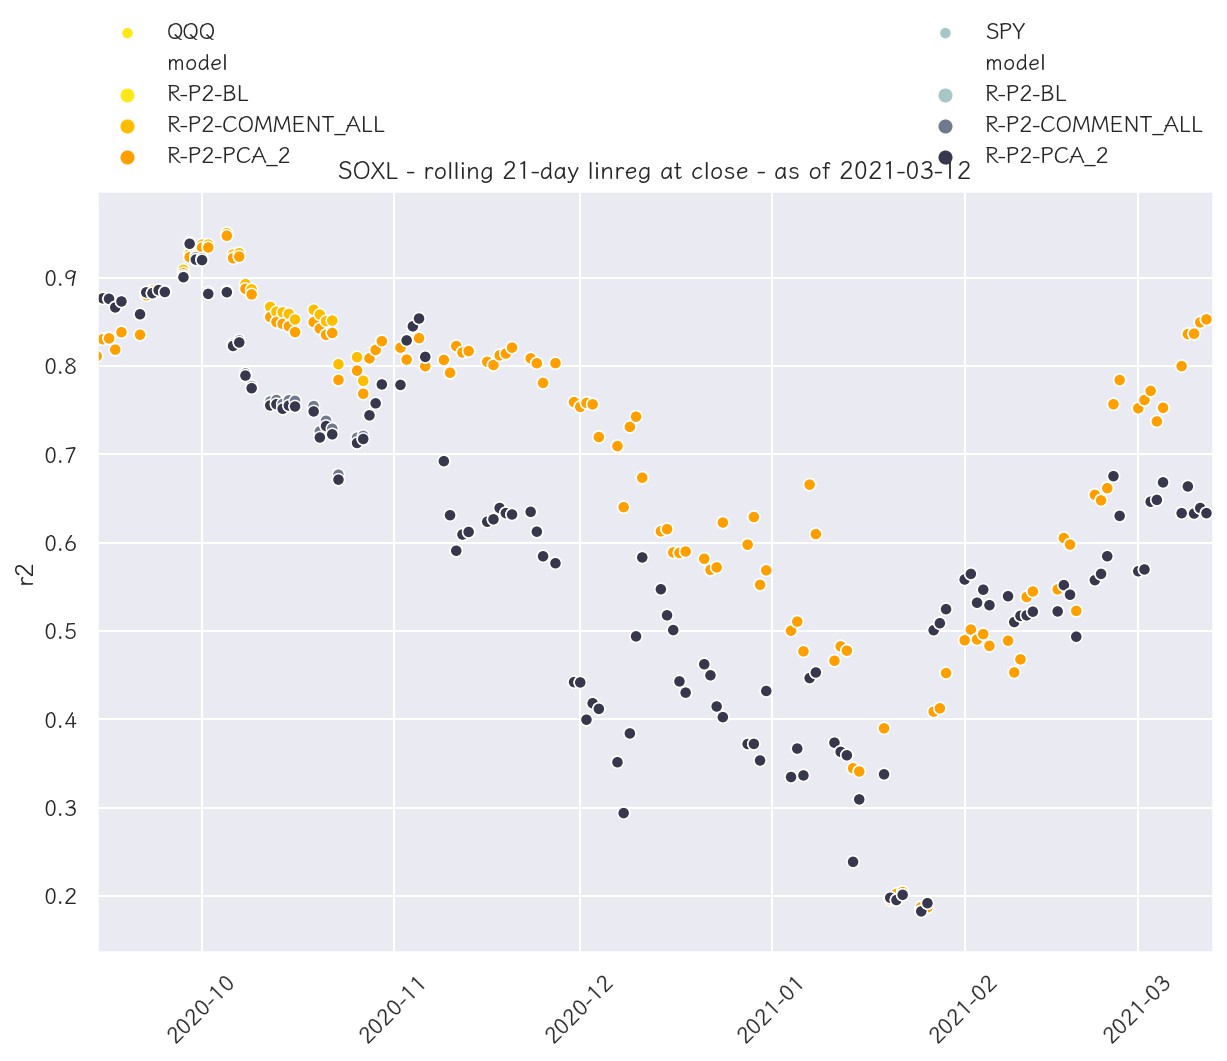 QQQ
model
R-P2-BL
R-P2-COMMENT_ALL
R-P2-PCA_2
SPY
model
R-P2-BL
R-P2-COMMENT_ALL
R-P2-PCA_2
SOXL - rolling 21-day linreg at close - as of 2021-03-12
0.9
0.8
0.7
0.6
0.5
0.4
0.3
0.2
r2
2020-10
2020-11
2020-12
2021-01
2021-02
2021-03